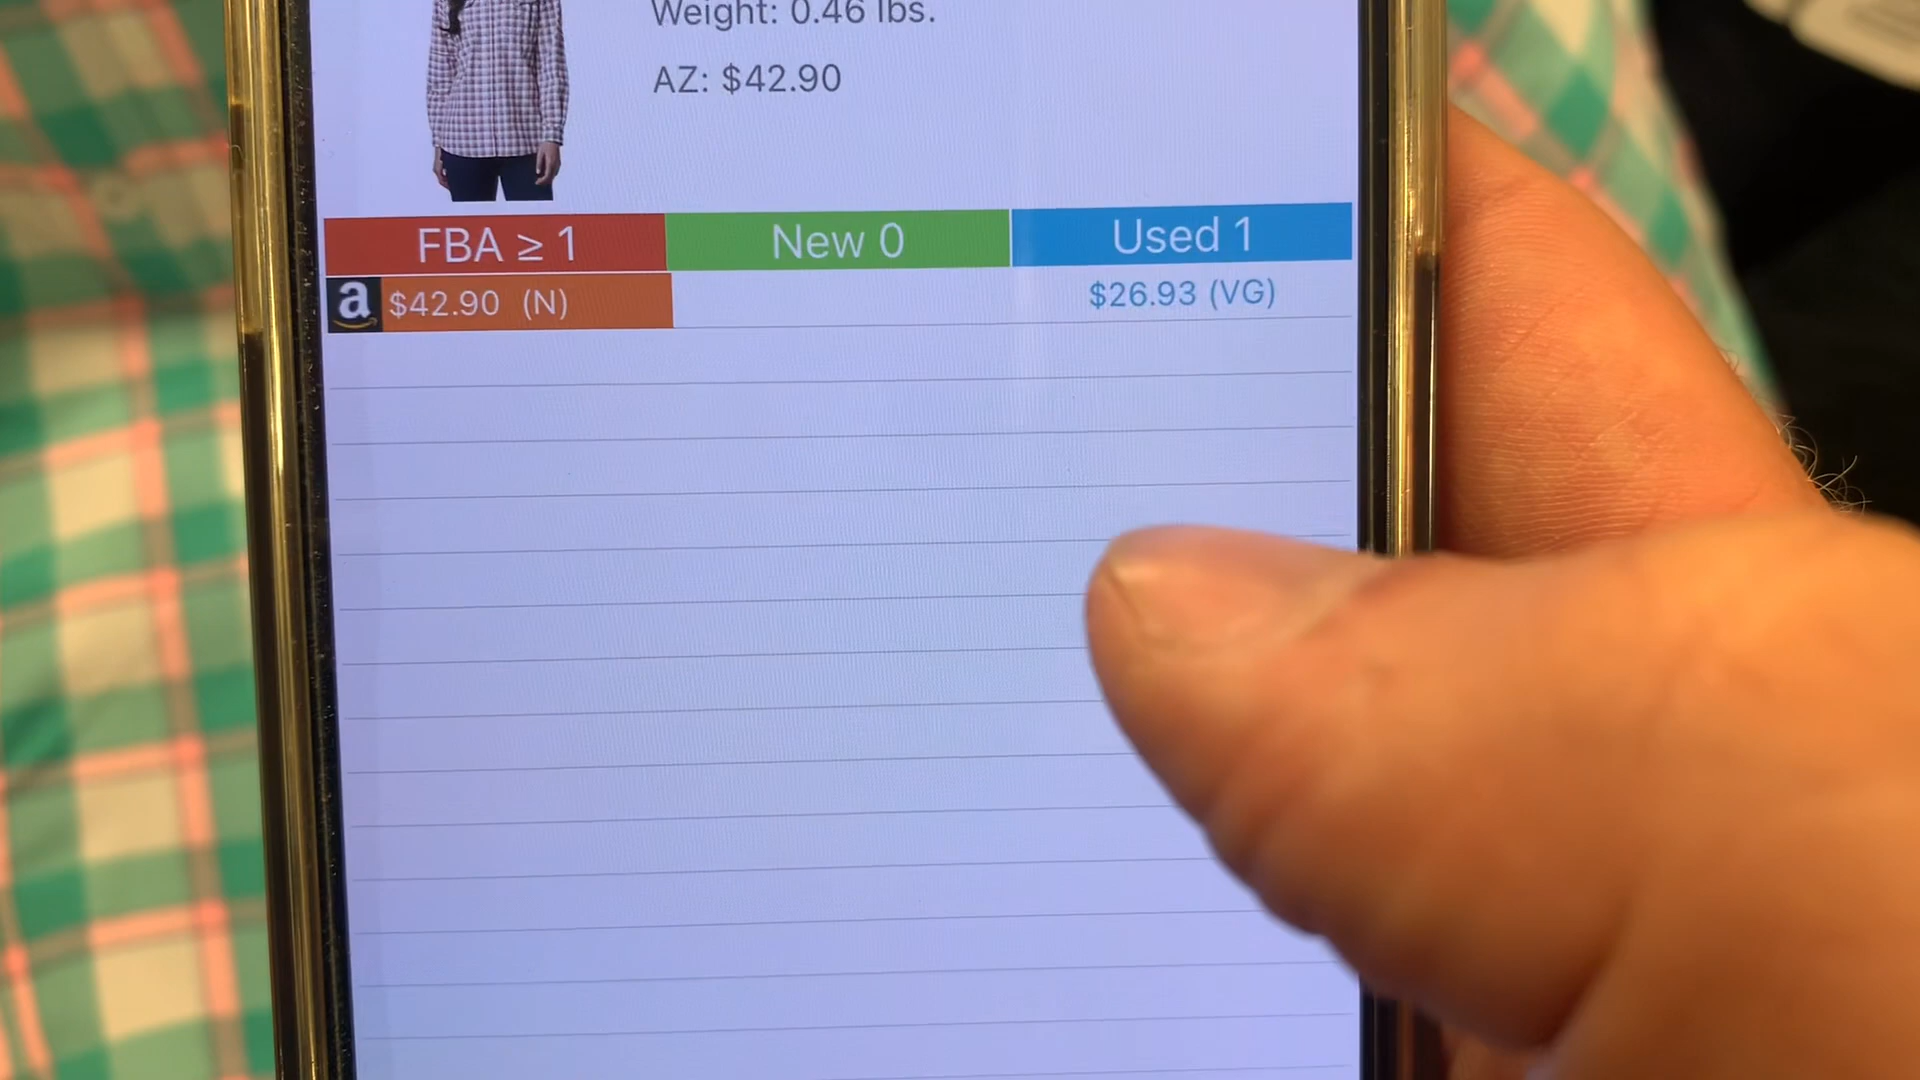 Weight: 0.46 lbs.
AZ: $42.90
FBA ≥ 1
New 0
Used 1
a $42.90 (N)
$26.93 (VG)